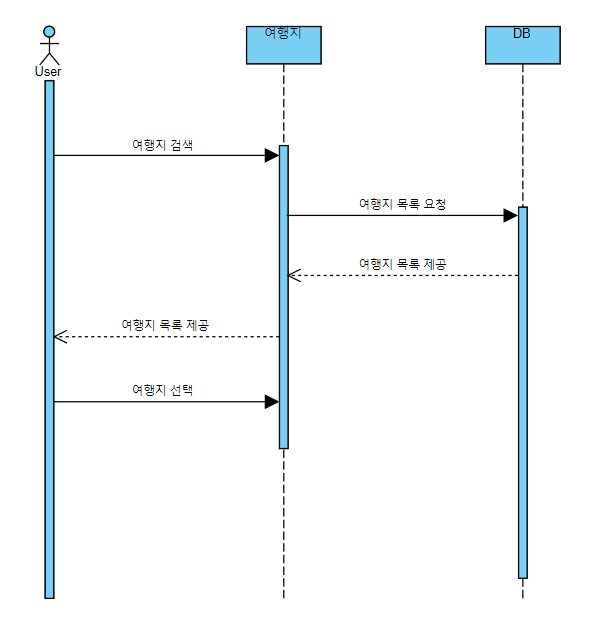 여행지
DB
User
여행지 검색
여행지 목록 요청
여행지 목록 제공
여행지 목록 제공
여행지 선택